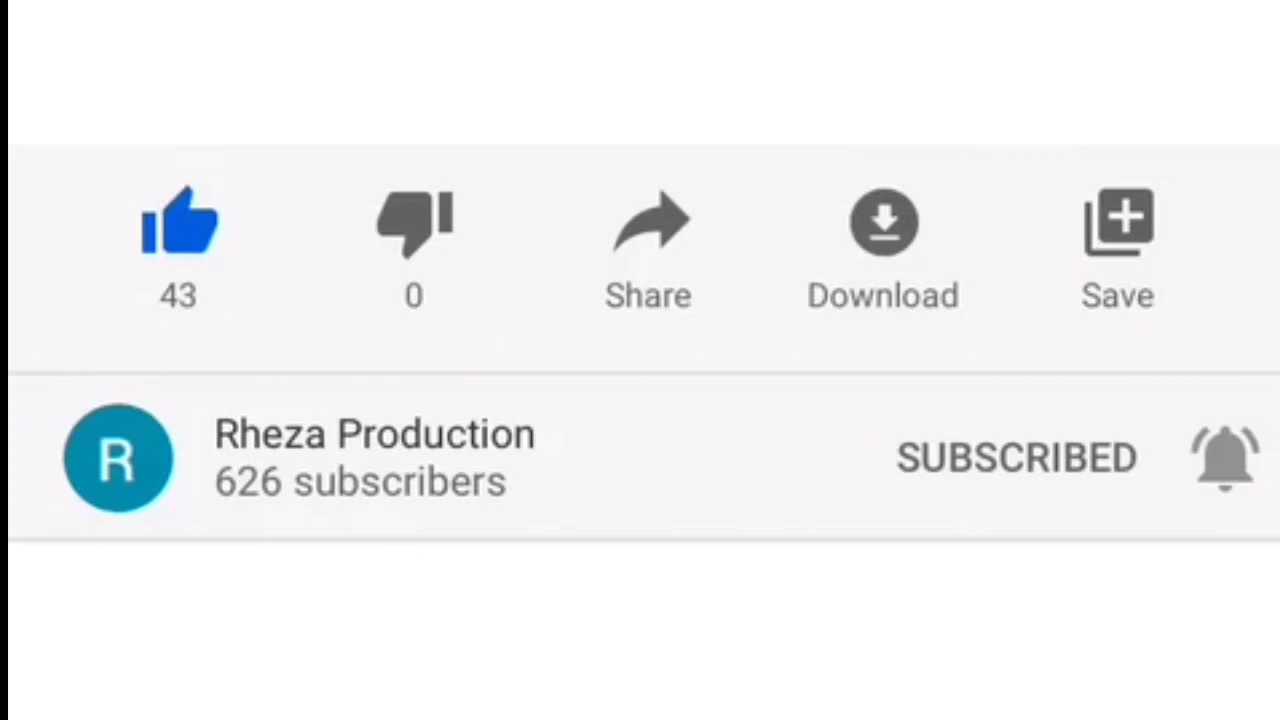 43 0 Share Download Save
R
Rheza Production
626 subscribers
SUBSCRIBED